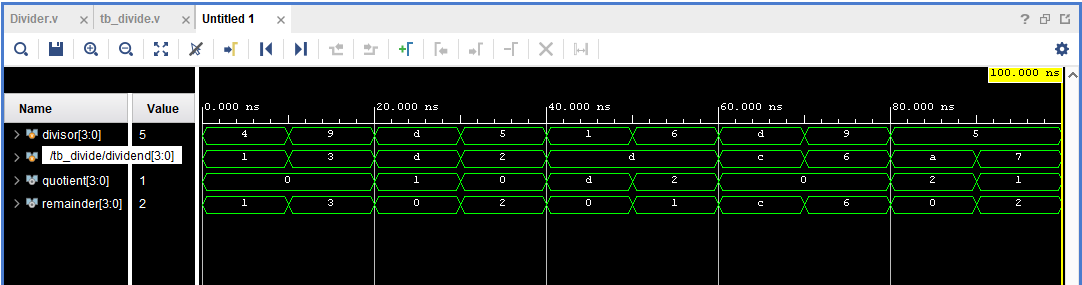 Divider.v × tb_divide.v × Untitled 1 × ?
100.000 ns
Name Value 0.000 ns 20.000 ns 40.000 ns 60.000 ns 80.000 ns
divisor[3:0] 5 4 9 d 5 1 6 d 9 5
/tb_divide/dividend[3:0] 1 3 d 2 d c 6 a 7
quotient[3:0] 1 0 1 0 d 2 0 2 1
remainder[3:0] 2 1 3 0 2 0 1 c 6 0 2